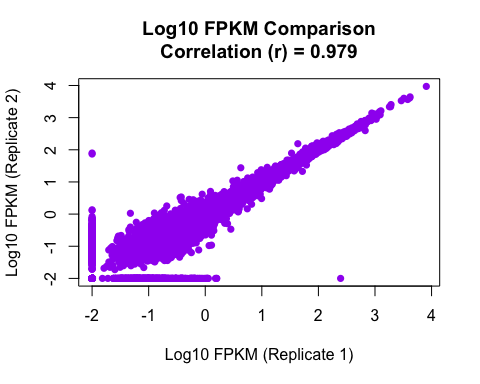 Log10 FPKM Comparison
Correlation (r) = 0.979
Log10 FPKM (Replicate 2)
4
3
2
1
0
-1
-2
-2 -1 0 1 2 3 4
Log10 FPKM (Replicate 1)